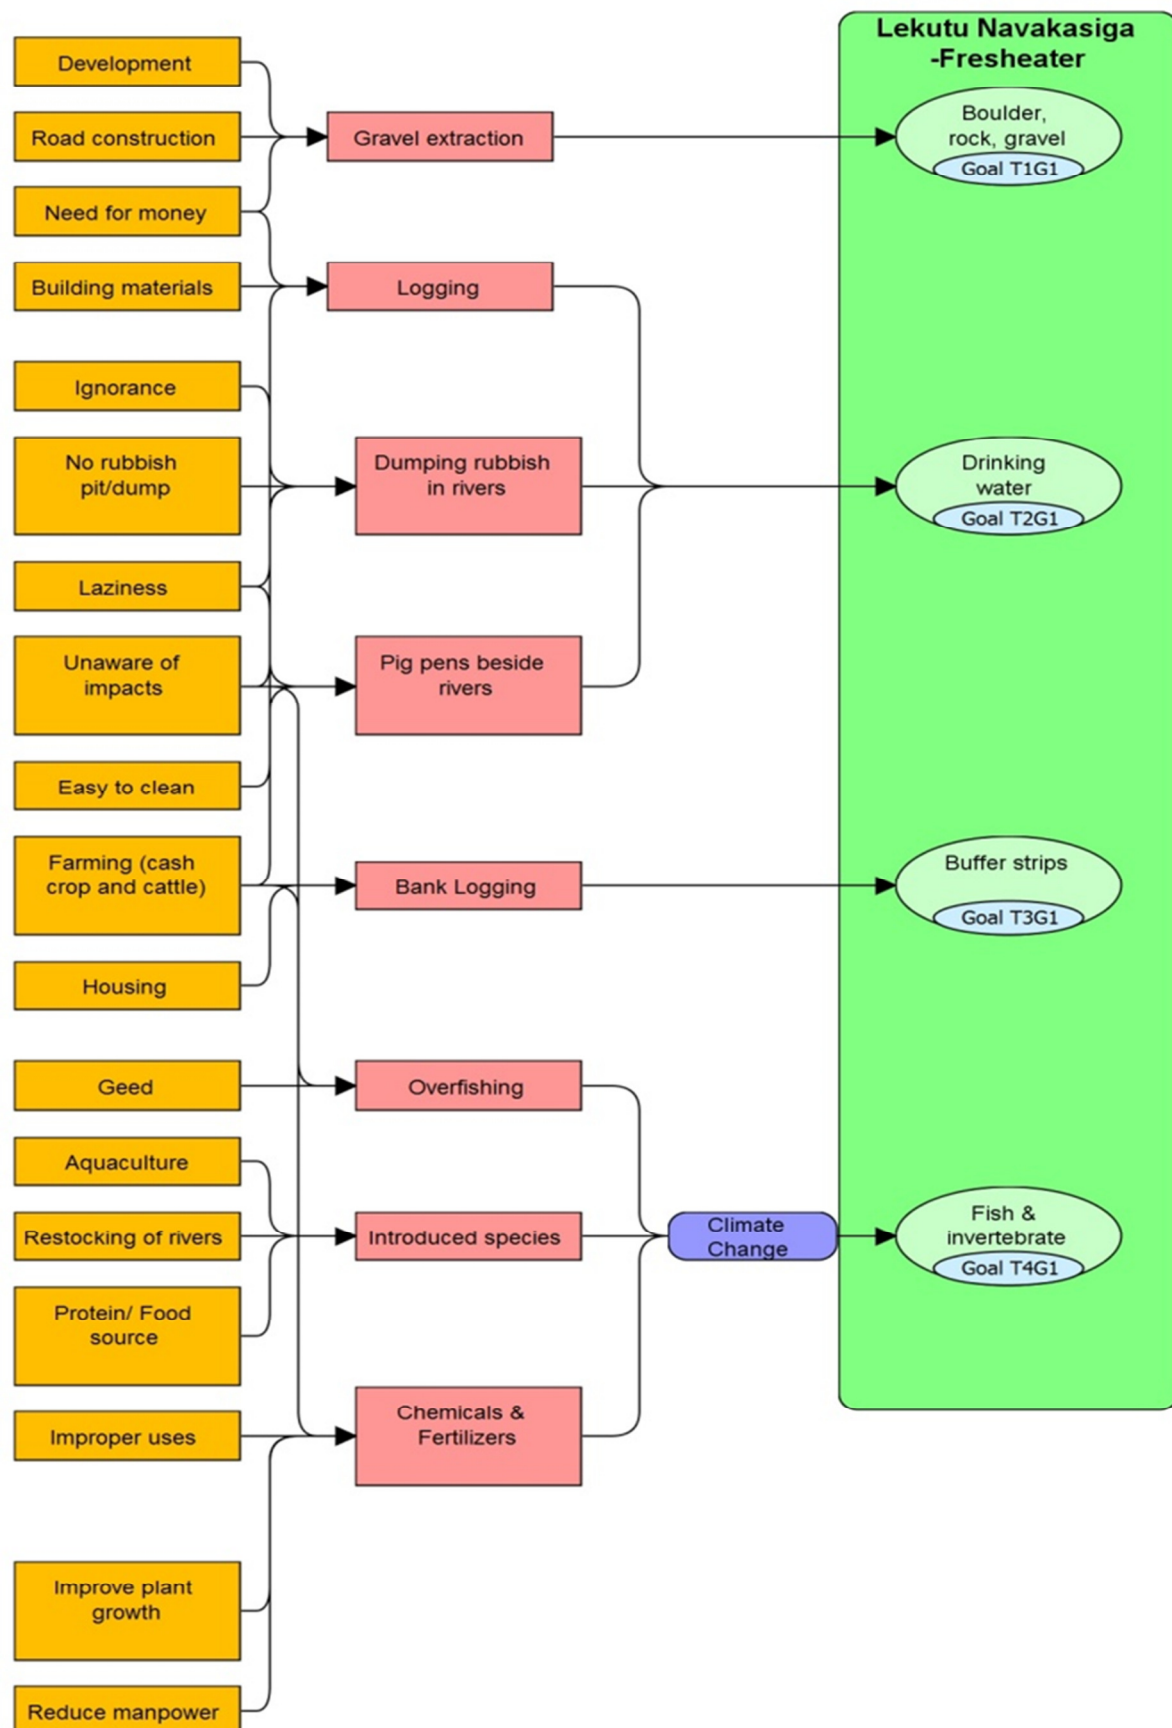 Lekutu Navakasiga
-Fresheater
Development
Road construction
Need for money
Building materials
Ignorance
No rubbish
pit/dump
Laziness
Unaware of
impacts
Easy to clean
Farming (cash
crop and cattle)
Housing
Geed
Aquaculture
Restocking of rivers
Protein/ Food
source
Improper uses
Improve plant
growth
Reduce manpower
Gravel extraction
Logging
Dumping rubbish
in rivers
Pig pens beside
rivers
Bank Logging
Overfishing
Introduced species
Chemicals &
Fertilizers
Climate
Change
Boulder,
rock, gravel
Goal T1G1
Drinking
water
Goal T2G1
Buffer strips
Goal T3G1
Fish &
invertebrate
Goal T4G1